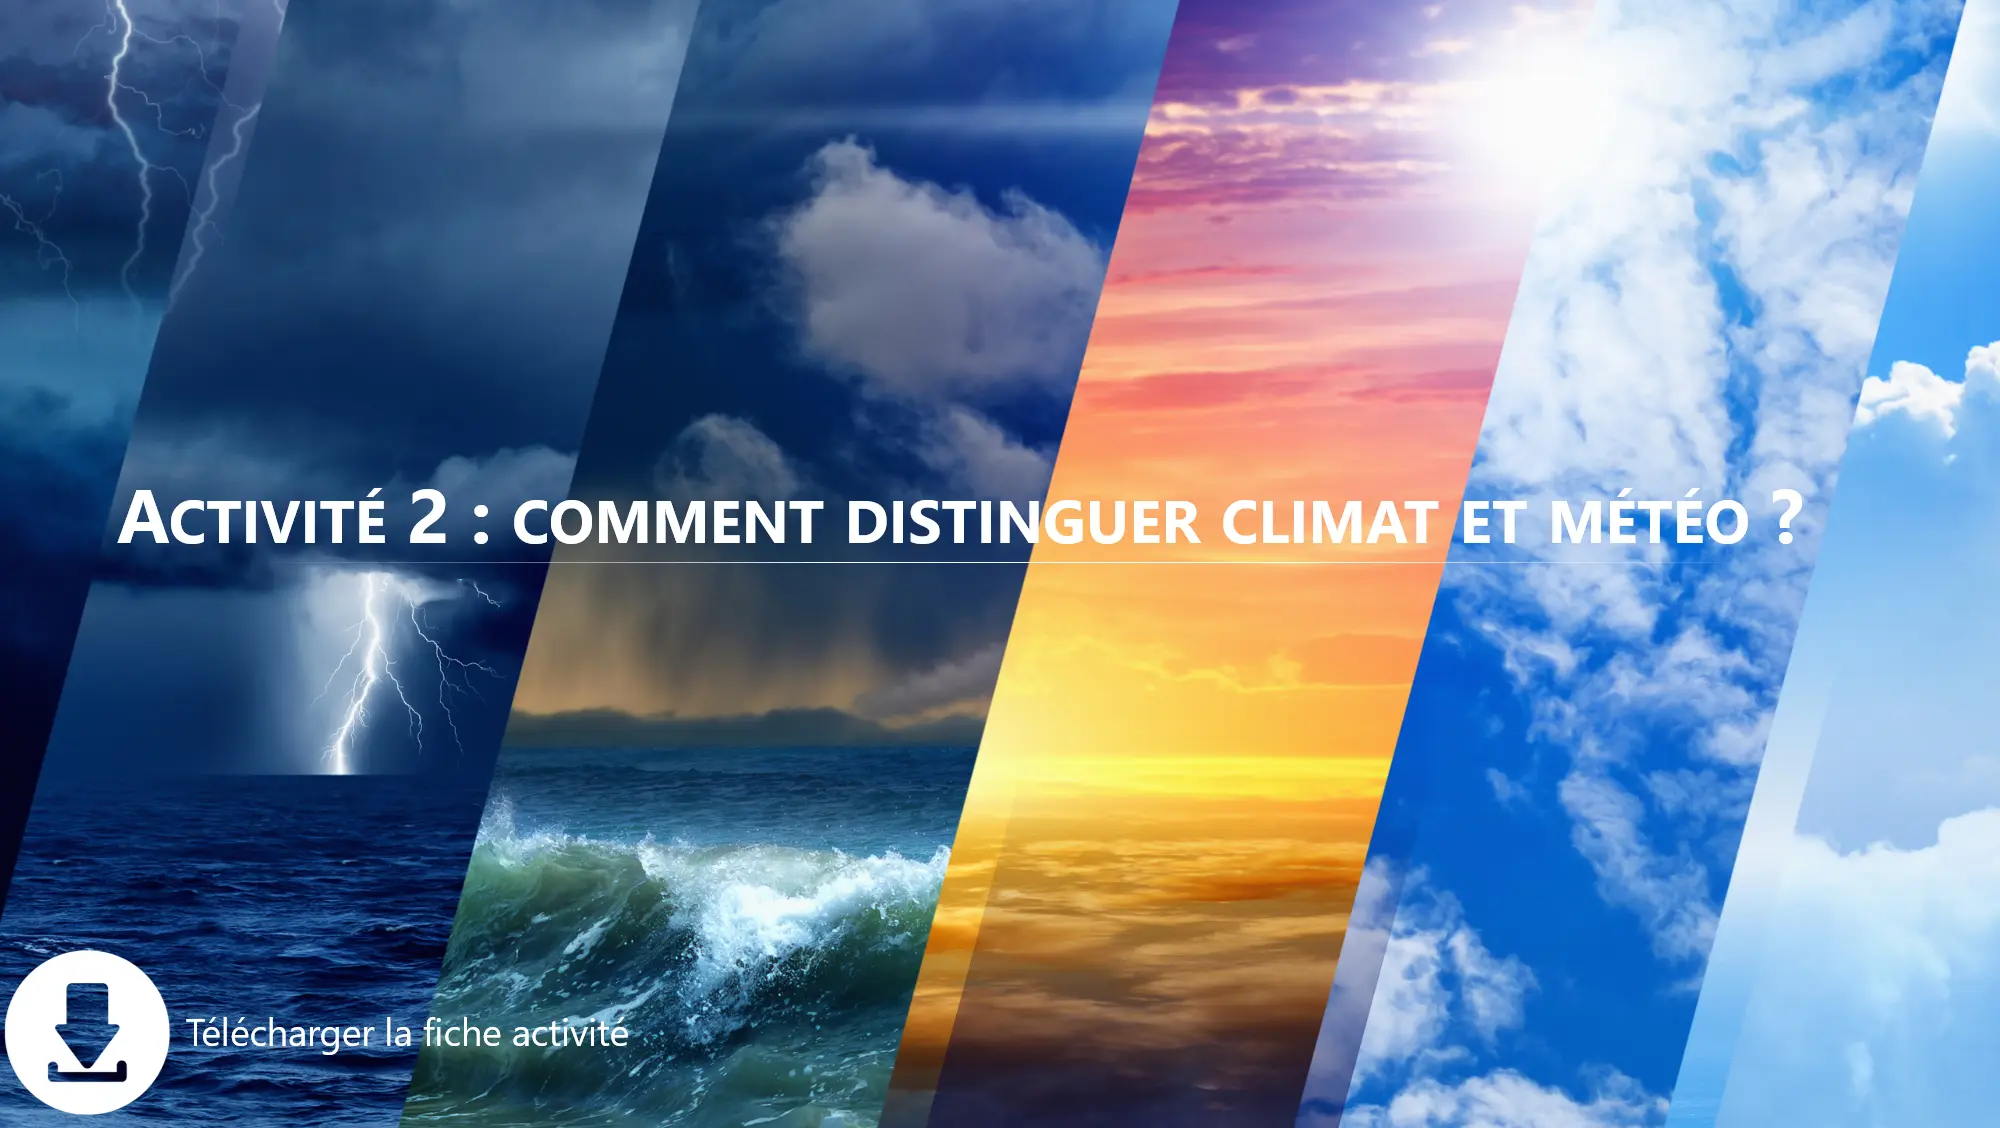 Activité 2 : comment distinguer climat et météo ?
Télécharger la fiche activité